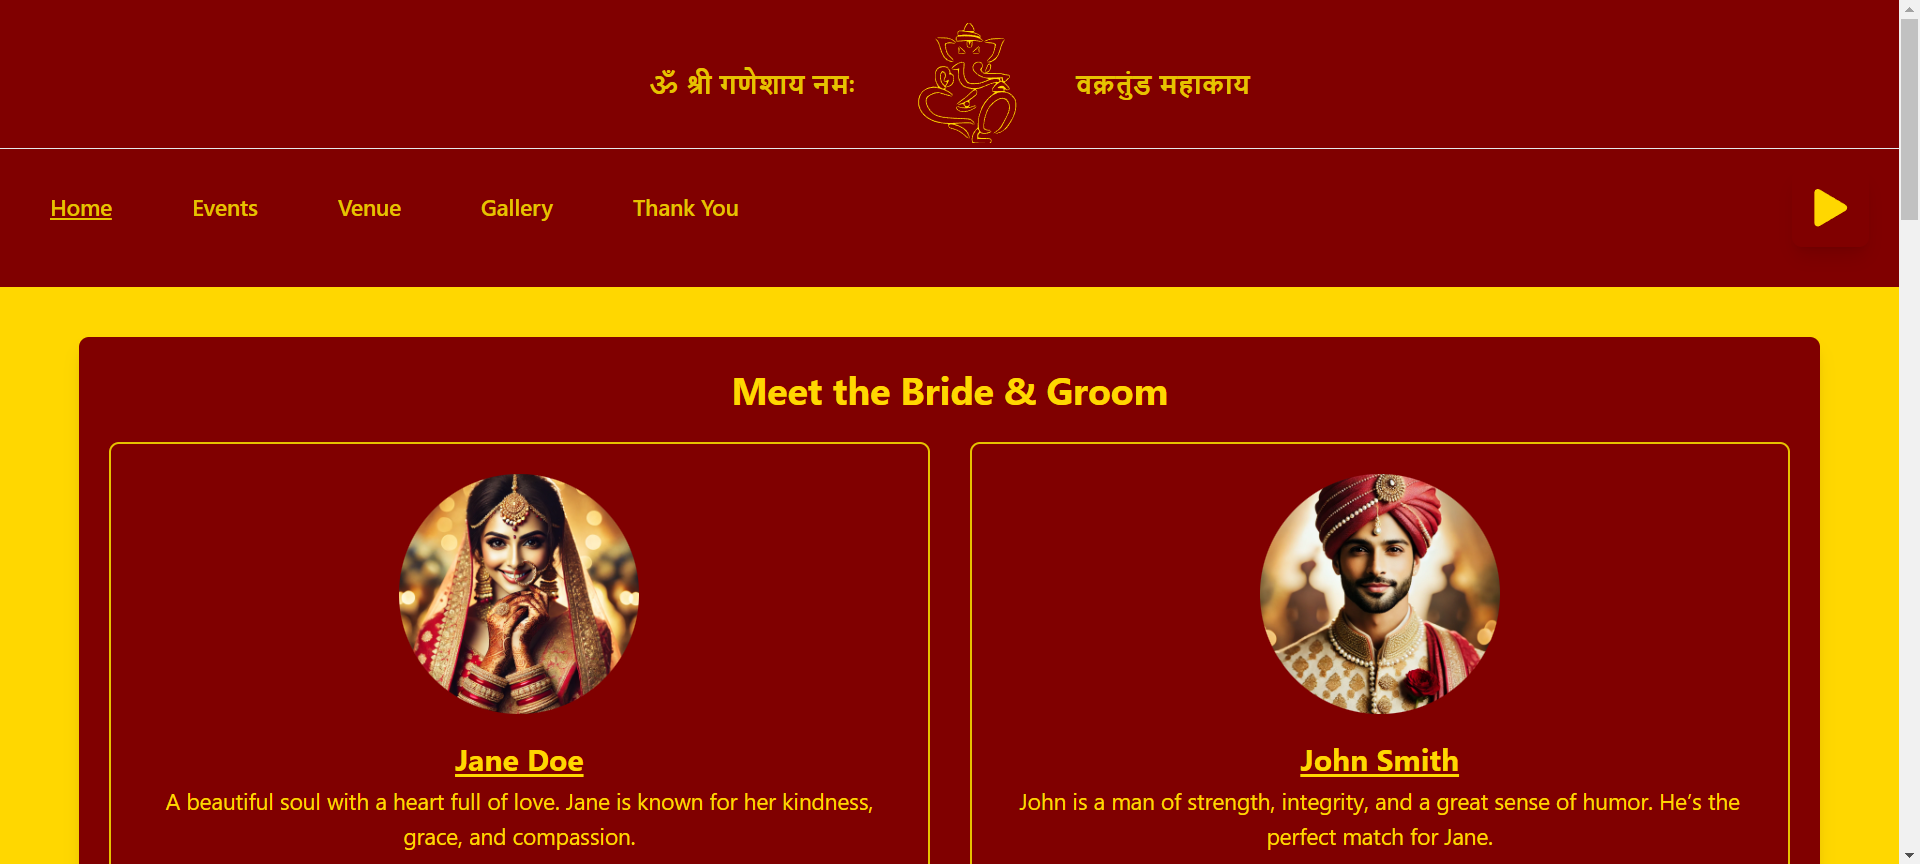 ॐ श्री गणेशाय नमः
वक्रतुंड महाकाय
Home
Events
Venue
Gallery
Thank You
Meet the Bride & Groom
Jane Doe
A beautiful soul with a heart full of love. Jane is known for her kindness,
grace, and compassion.
John Smith
John is a man of strength, integrity, and a great sense of humor. He’s the
perfect match for Jane.